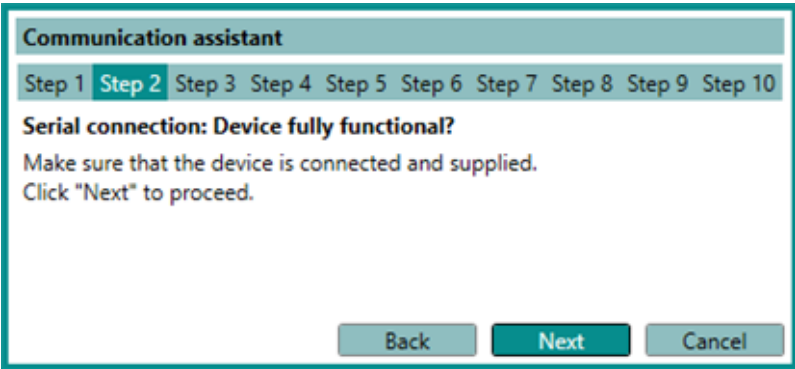 Communication assistant
Step 1 Step 2 Step 3 Step 4 Step 5 Step 6 Step 7 Step 8 Step 9 Step 10
Serial connection: Device fully functional?
Make sure that the device is connected and supplied.
Click "Next" to proceed.
Back Next Cancel